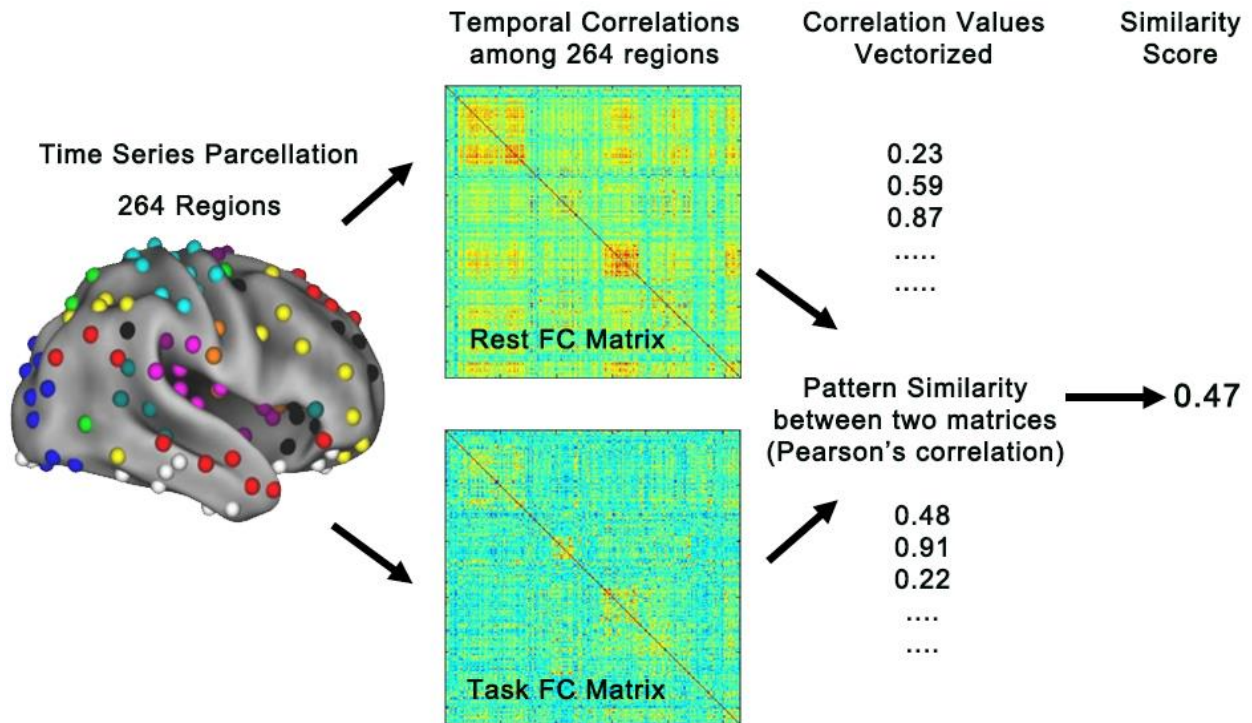 Temporal Correlations
among 264 regions
Correlation Values
Vectorized
Similarity
Score
Time Series Parcellation
264 Regions
0.23
0.59
0.87
.....
.....
Rest FC Matrix
Pattern Similarity
between two matrices
(Pearson's correlation)
0.47
0.48
0.91
0.22
....
....
Task FC Matrix